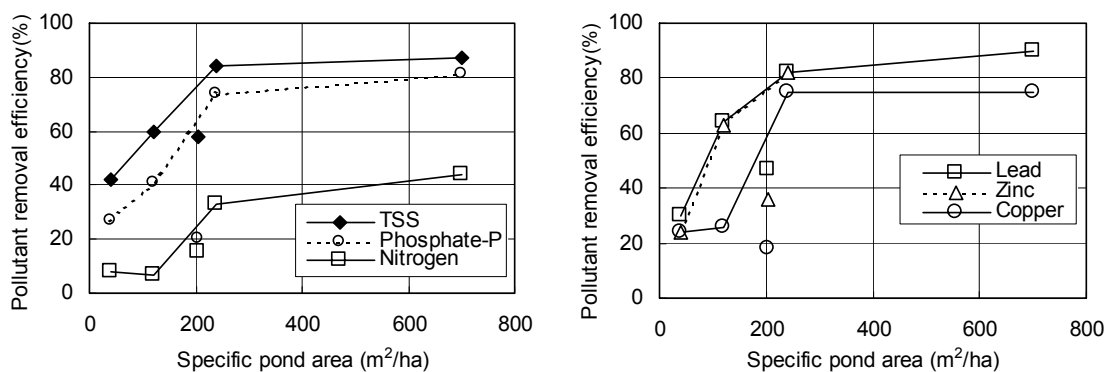 Pollutant removal efficiency (%)
100
80
60
40
20
0
TSS
Phosphate-P
Nitrogen
0 200 400 600 800
Specific pond area (m²/ha)
Pollutant removal efficiency (%)
100
80
60
40
20
0
Lead
Zinc
Copper
0 200 400 600 800
Specific pond area (m²/ha)